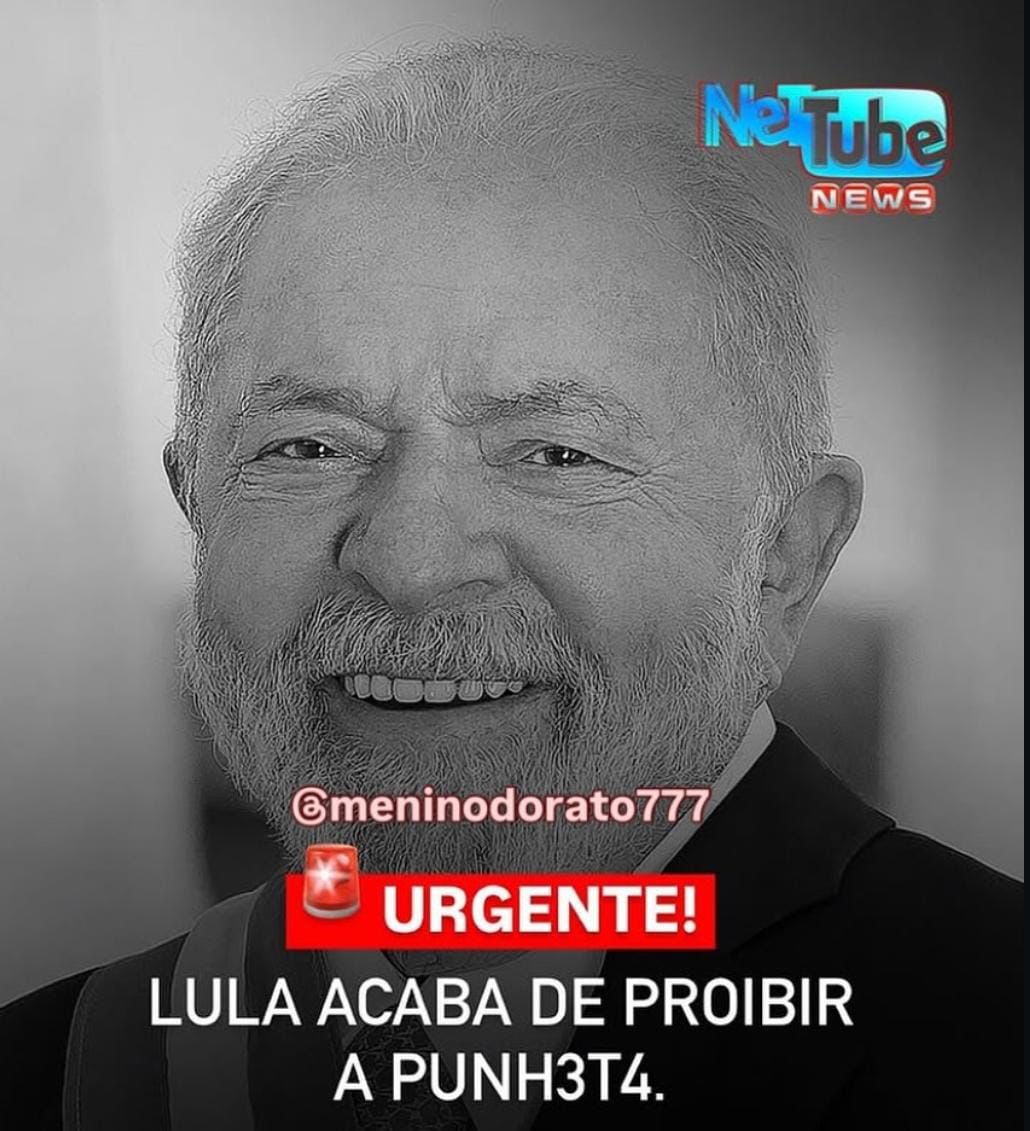 NetTube
NEWS
@meninodorato777
URGENTE!
LULA ACABA DE PROIBIR
A PUNH3T4.